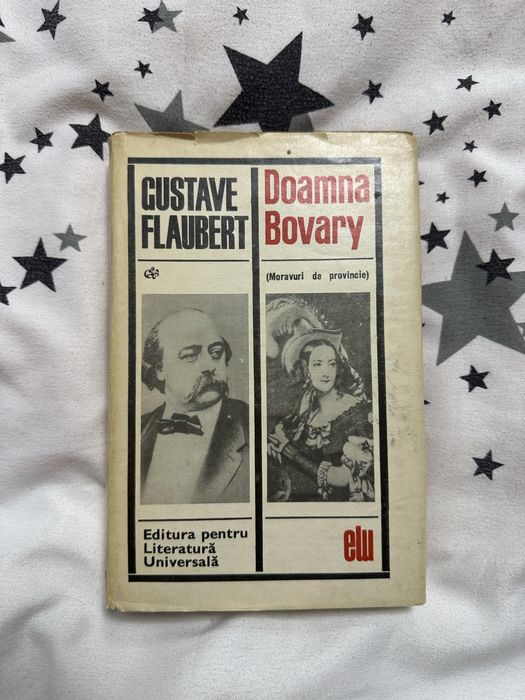 GUSTAVE
FLAUBERT
Doamna
Bovary
(Moravuri de provincie)
Editura pentru
Literatură
Universală
elu